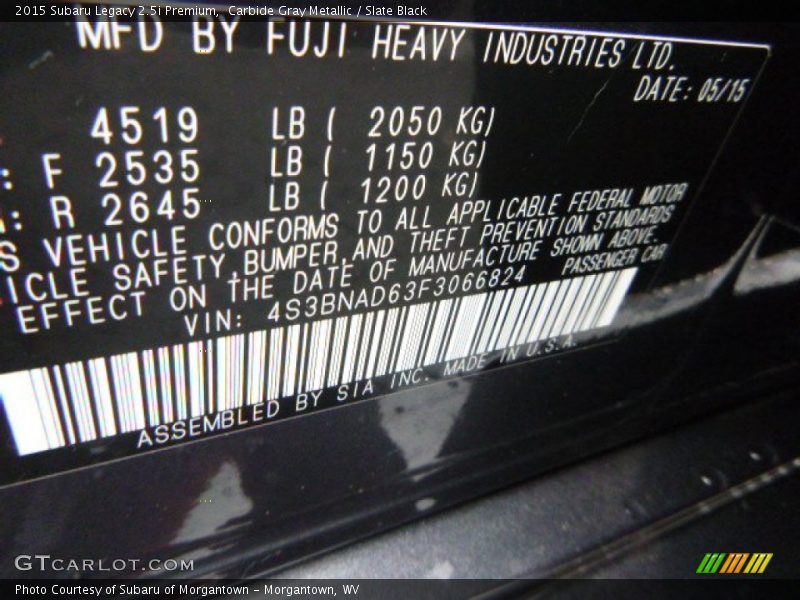 2015 Subaru Legacy 2.5i Premium, Carbide Gray Metallic / Slate Black
MFD BY FUJI HEAVY INDUSTRIES LTD.
DATE: 05/15
4519 LB ( 2050 KG)
: F 2535 LB ( 1150 KG)
: R 2645 LB ( 1200 KG)
S VEHICLE CONFORMS TO ALL APPLICABLE FEDERAL MOTOR
ICLE SAFETY,BUMPER,AND THEFT PREVENTION STANDARDS
EFFECT ON THE DATE OF MANUFACTURE SHOWN ABOVE.
VIN: 4S3BNAD63F3066824 PASSENGER CAR
ASSEMBLED BY SIA INC. MADE IN U.S.A.
GTCARLOT.COM
Photo Courtesy of Subaru of Morgantown - Morgantown, WV